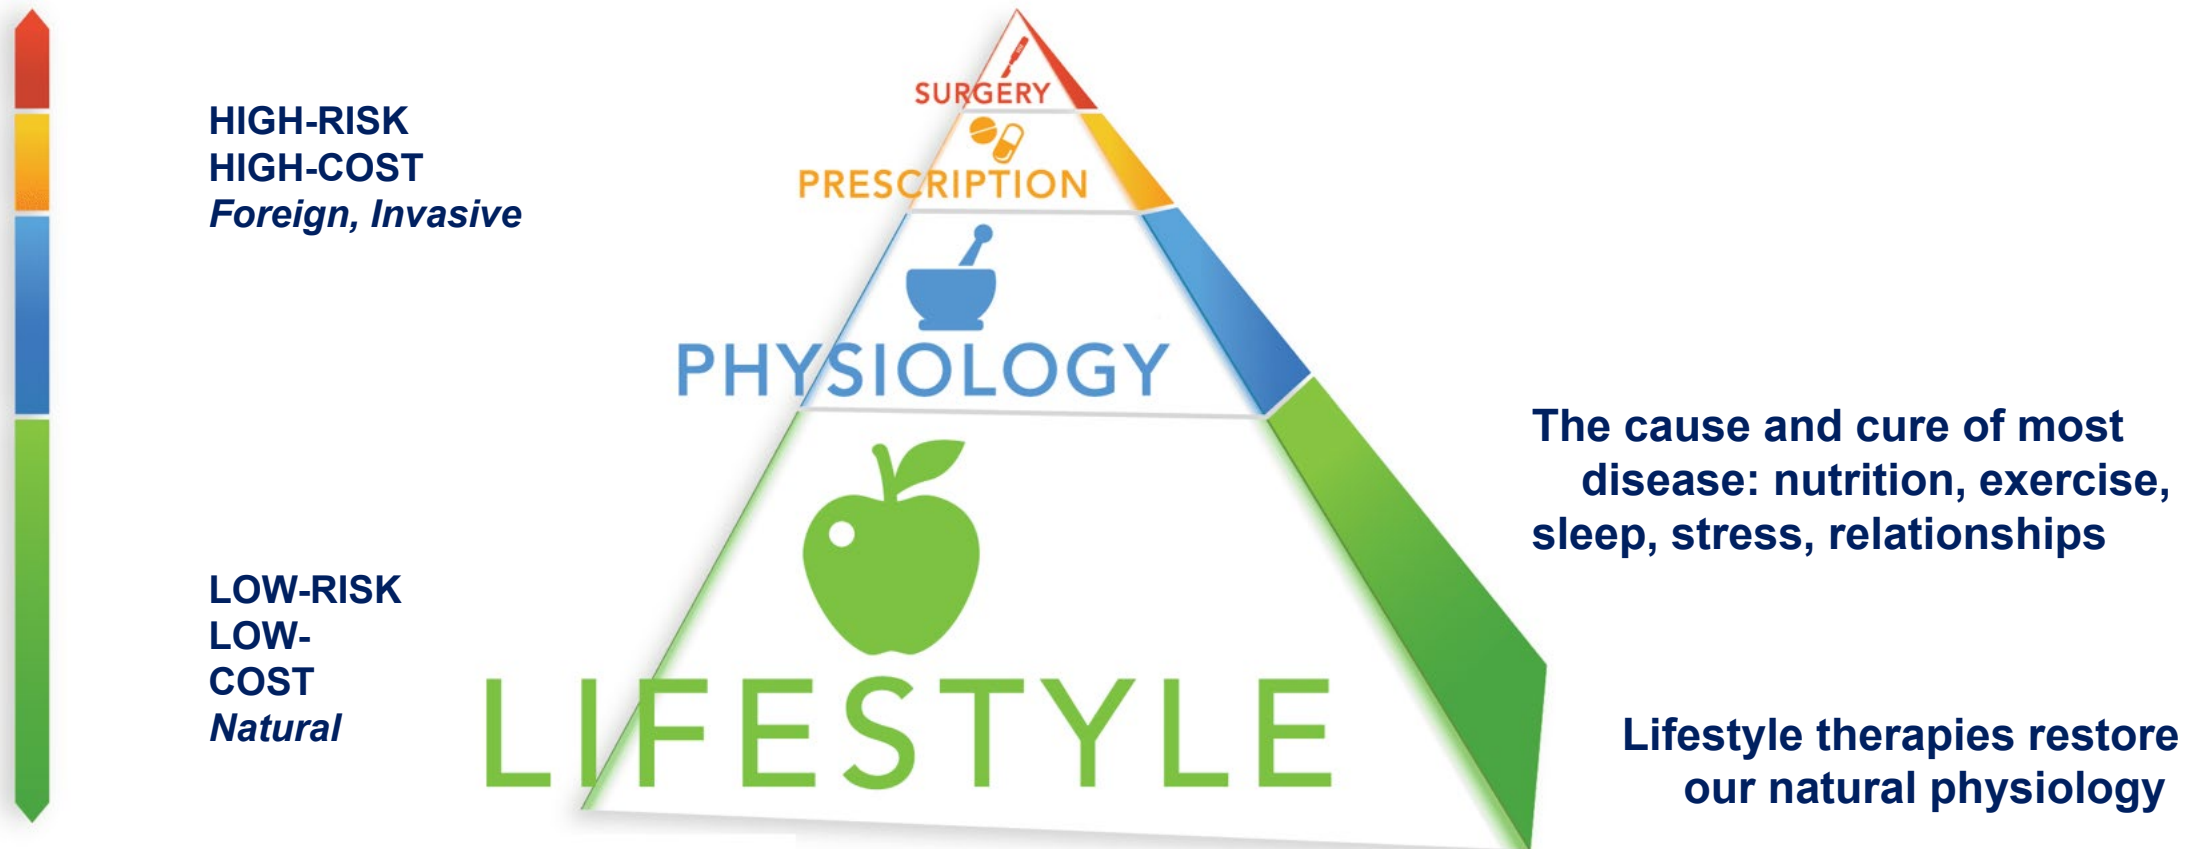 HIGH-RISK
HIGH-COST
Foreign, Invasive
LOW-RISK
LOW-
COST
Natural
SURGERY
PRESCRIPTION
PHYSIOLOGY
LIFESTYLE
The cause and cure of most
disease: nutrition, exercise,
sleep, stress, relationships
Lifestyle therapies restore
our natural physiology